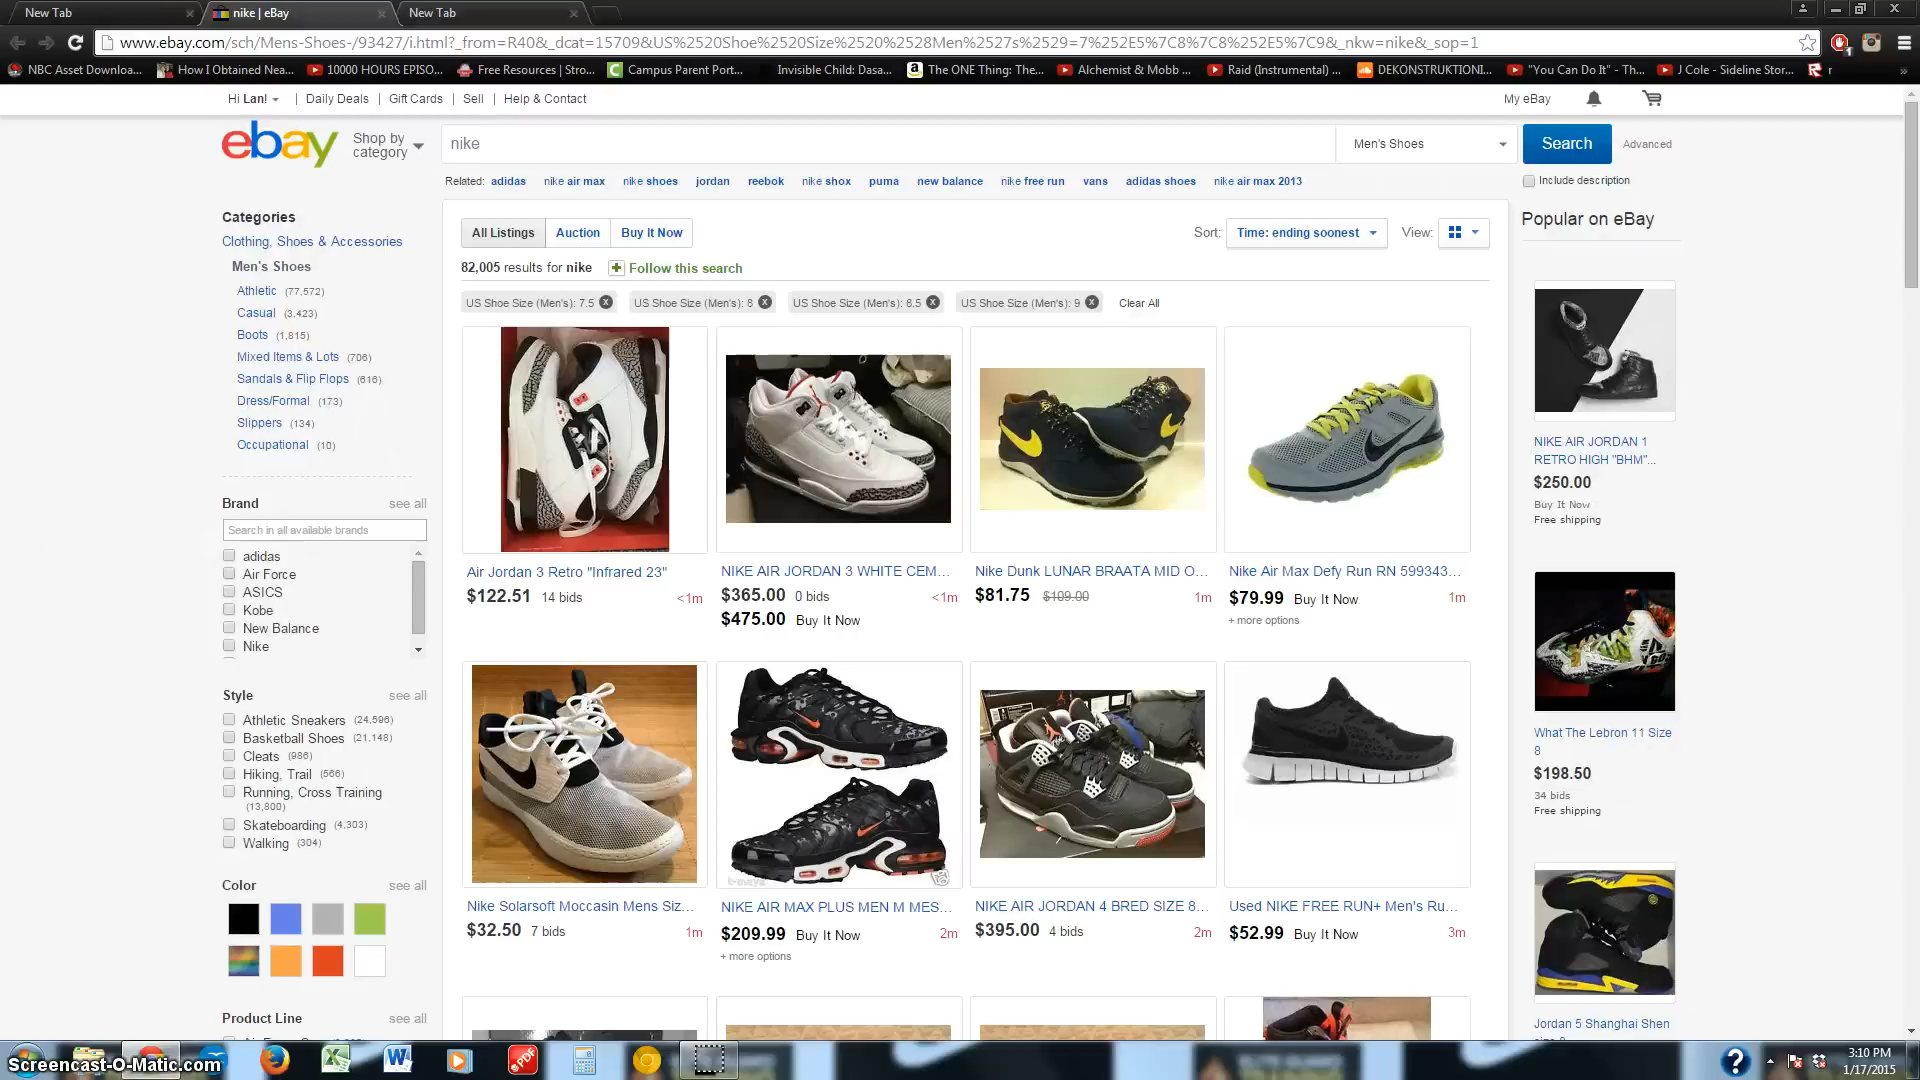 New Tab
nike | eBay
New Tab
www.ebay.com/sch/Mens-Shoes-/93427/i.html?_from=R40&_dcat=15709&US%2520Shoe%2520Size%2520%2528Men%2527s%2529=7%252E5%7C8%7C8%252E5%7C9&_nkw=nike&_sop=1
NBC Asset Downloa... How I Obtained Nea... 10000 HOURS EPISO... Free Resources | Stro... Campus Parent Port... Invisible Child: Dasa... The ONE Thing: The... Alchemist & Mobb ... Raid (Instrumental) ... DEKONSTRUKTIONI... "You Can Do It" - Th... J Cole - Sideline Stor... r »
Hi Lan! | Daily Deals | Gift Cards | Sell | Help & Contact
My eBay
ebay
Shop by category
nike
Men's Shoes
Search
Advanced
Related: adidas nike air max nike shoes jordan reebok nike shox puma new balance nike free run vans adidas shoes nike air max 2013
Include description
Categories
Clothing, Shoes & Accessories
Men's Shoes
Athletic (77,572)
Casual (3,423)
Boots (1,815)
Mixed Items & Lots (706)
Sandals & Flip Flops (616)
Dress/Formal (173)
Slippers (134)
Occupational (10)
Brand see all
Search in all available brands
adidas
Air Force
ASICS
Kobe
New Balance
Nike
Style see all
Athletic Sneakers (24,596)
Basketball Shoes (21,148)
Cleats (986)
Hiking, Trail (566)
Running, Cross Training
(13,800)
Skateboarding (4,303)
Walking (304)
Color see all
Product Line see all
All Listings Auction Buy It Now
Sort: Time: ending soonest View:
82,005 results for nike + Follow this search
US Shoe Size (Men's): 7.5 US Shoe Size (Men's): 8 US Shoe Size (Men's): 8.5 US Shoe Size (Men's): 9 Clear All
Air Jordan 3 Retro "Infrared 23"
$122.51 14 bids <1m
NIKE AIR JORDAN 3 WHITE CEM...
$365.00 0 bids <1m
$475.00 Buy It Now
Nike Dunk LUNAR BRAATA MID O...
$81.75 $109.00 1m
Nike Air Max Defy Run RN 599343...
$79.99 Buy It Now 1m
+ more options
Nike Solarsoft Moccasin Mens Siz...
$32.50 7 bids 1m
NIKE AIR MAX PLUS MEN M MES...
$209.99 Buy It Now 2m
+ more options
NIKE AIR JORDAN 4 BRED SIZE 8...
$395.00 4 bids 2m
Used NIKE FREE RUN+ Men's Ru...
$52.99 Buy It Now 3m
Popular on eBay
NIKE AIR JORDAN 1
RETRO HIGH "BHM"...
$250.00
Buy It Now
Free shipping
What The Lebron 11 Size
8
$198.50
34 bids
Free shipping
Jordan 5 Shanghai Shen
Screencast-O-Matic.com
3:10 PM
1/17/2015